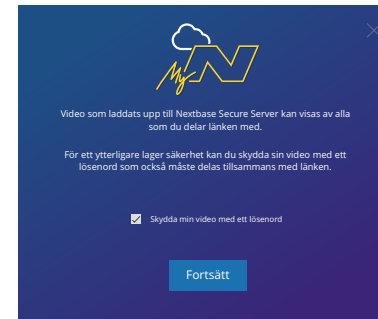 My N
Video som laddats upp till Nextbase Secure Server kan visas av alla
som du delar länken med.
För ett ytterligare lager säkerhet kan du skydda sin video med ett
lösenord som också måste delas tillsammans med länken.
Skydda min video med ett lösenord
Fortsätt